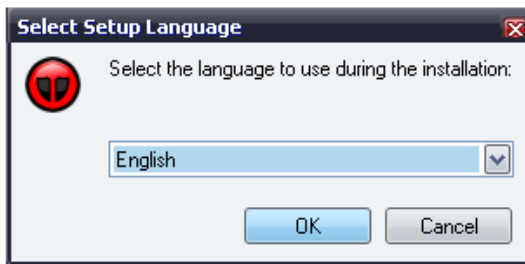 Select Setup Language
Select the language to use during the installation:
English
OK
Cancel